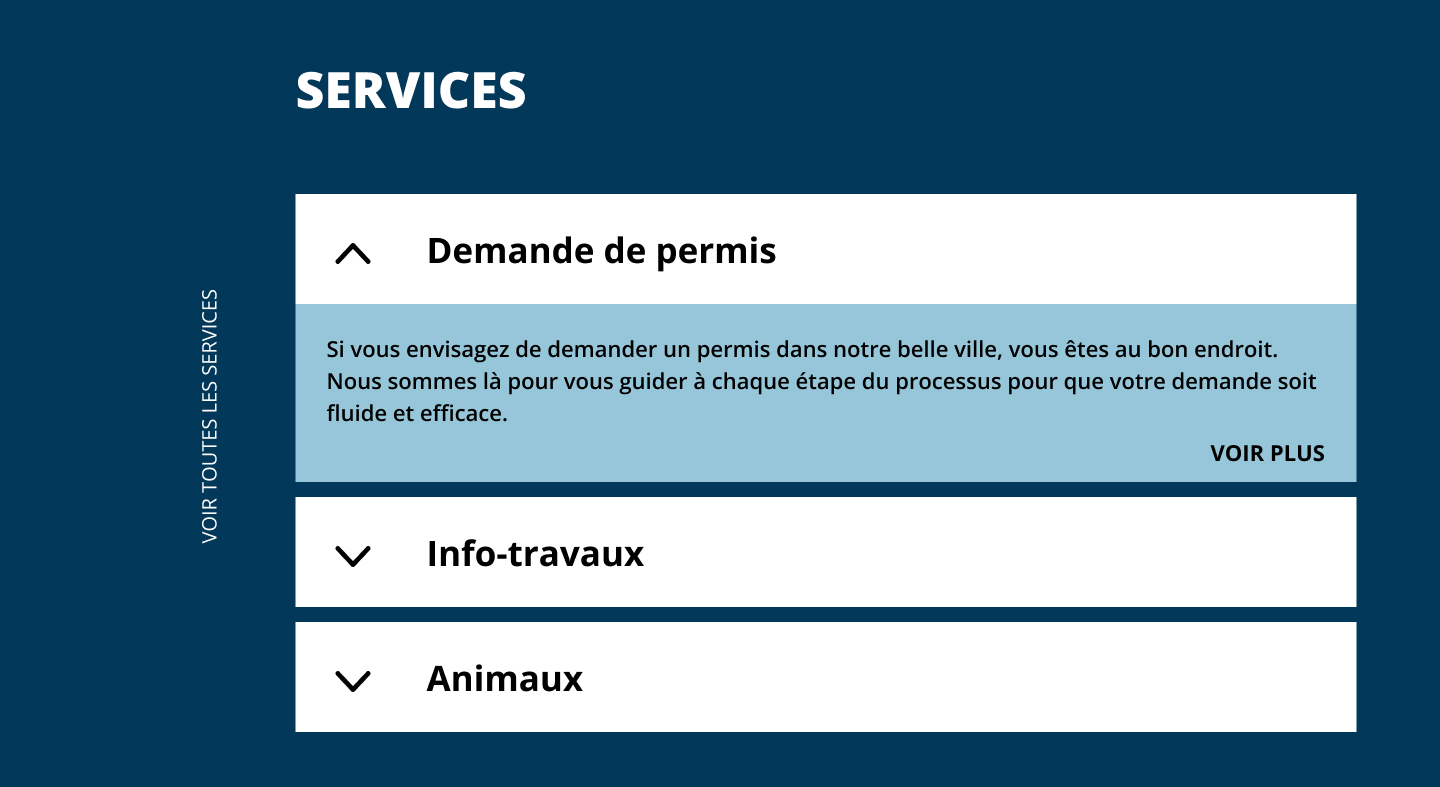 SERVICES
VOIR TOUTES LES SERVICES
Demande de permis
Si vous envisagez de demander un permis dans notre belle ville, vous êtes au bon endroit.
Nous sommes là pour vous guider à chaque étape du processus pour que votre demande soit
fluide et efficace.
VOIR PLUS
Info-travaux
Animaux